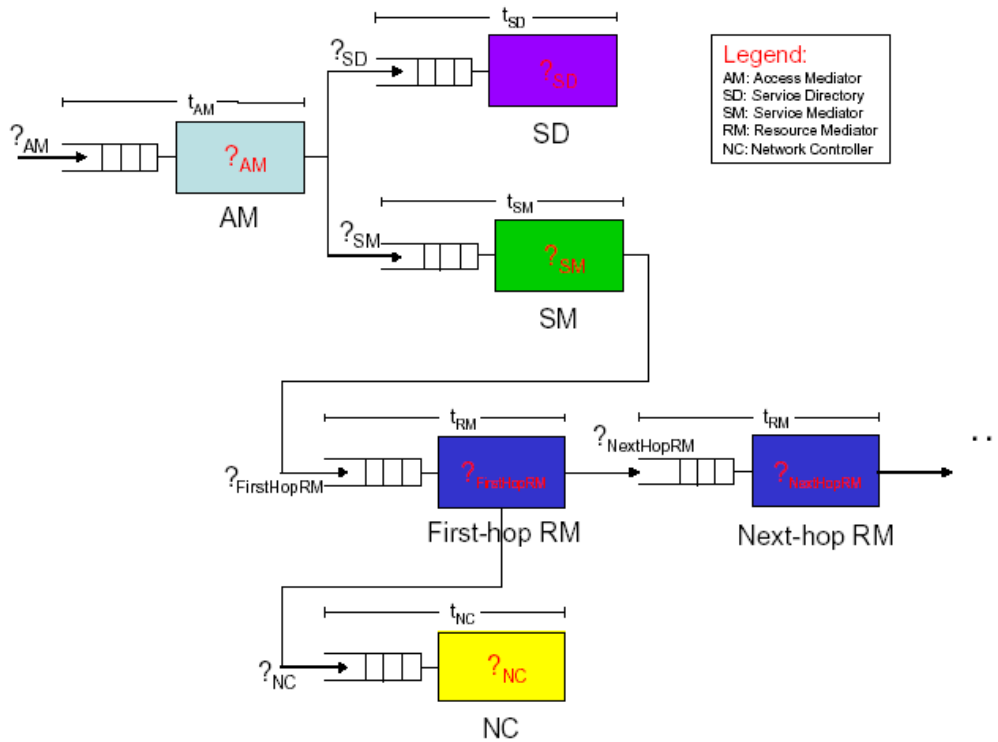 t_SD
?_SD
?_SD
SD
Legend:
AM: Access Mediator
SD: Service Directory
SM: Service Mediator
RM: Resource Mediator
NC: Network Controller
t_AM
?_AM
?_AM
AM
t_SM
?_SM
?_SM
SM
t_RM
?_FirstHopRM
?_FirstHopRM
First-hop RM
t_RM
?_NextHopRM
?_NextHopRM
Next-hop RM
. .
t_NC
?_NC
?_NC
NC